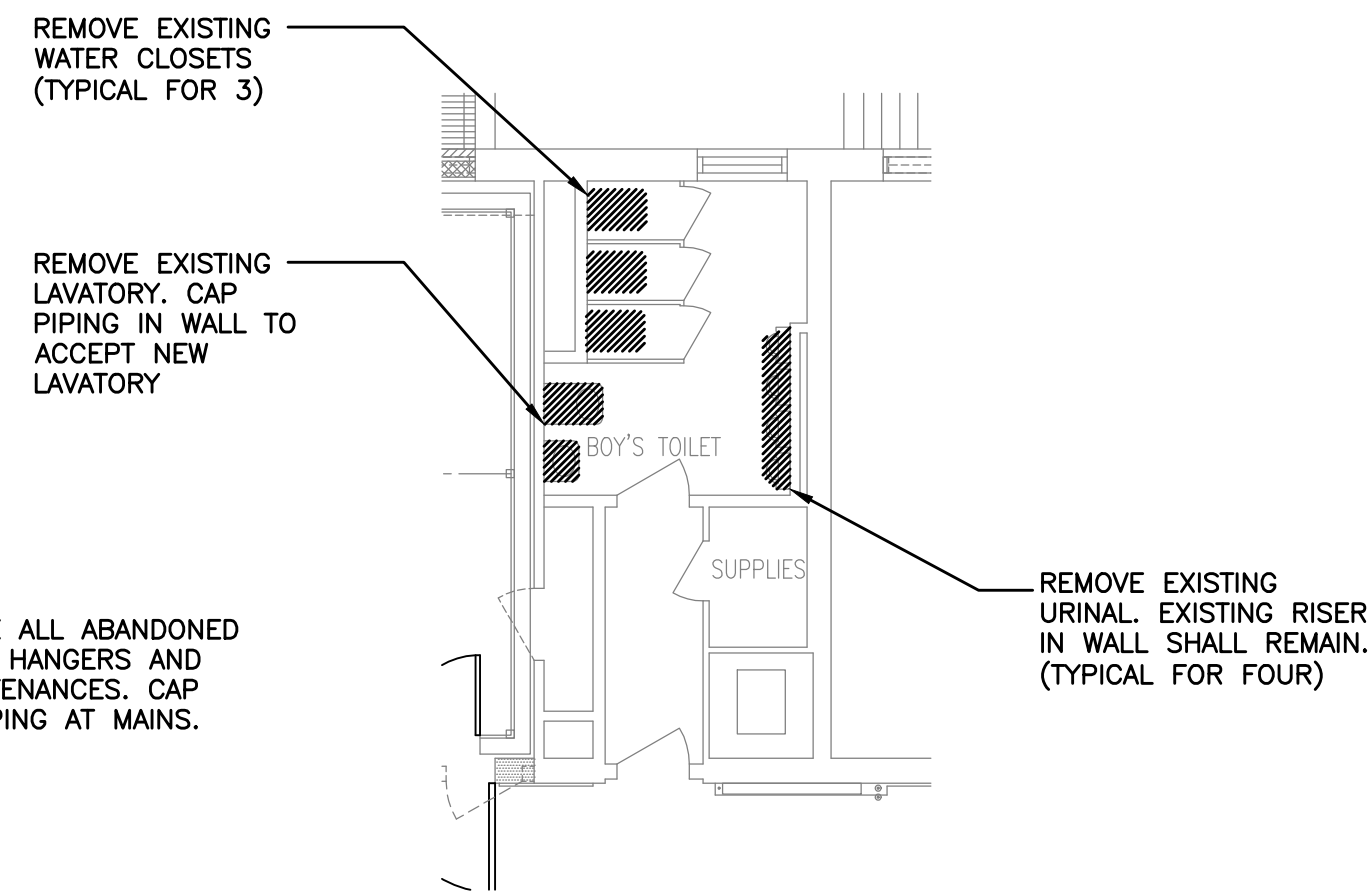 REMOVE EXISTING
WATER CLOSETS
(TYPICAL FOR 3)
REMOVE EXISTING
LAVATORY. CAP
PIPING IN WALL TO
ACCEPT NEW
LAVATORY
BOY'S TOILET
SUPPLIES
REMOVE EXISTING
URINAL. EXISTING RISER
IN WALL SHALL REMAIN.
(TYPICAL FOR FOUR)
ALL ABANDONED
HANGERS AND
CAP
AT MAINS.